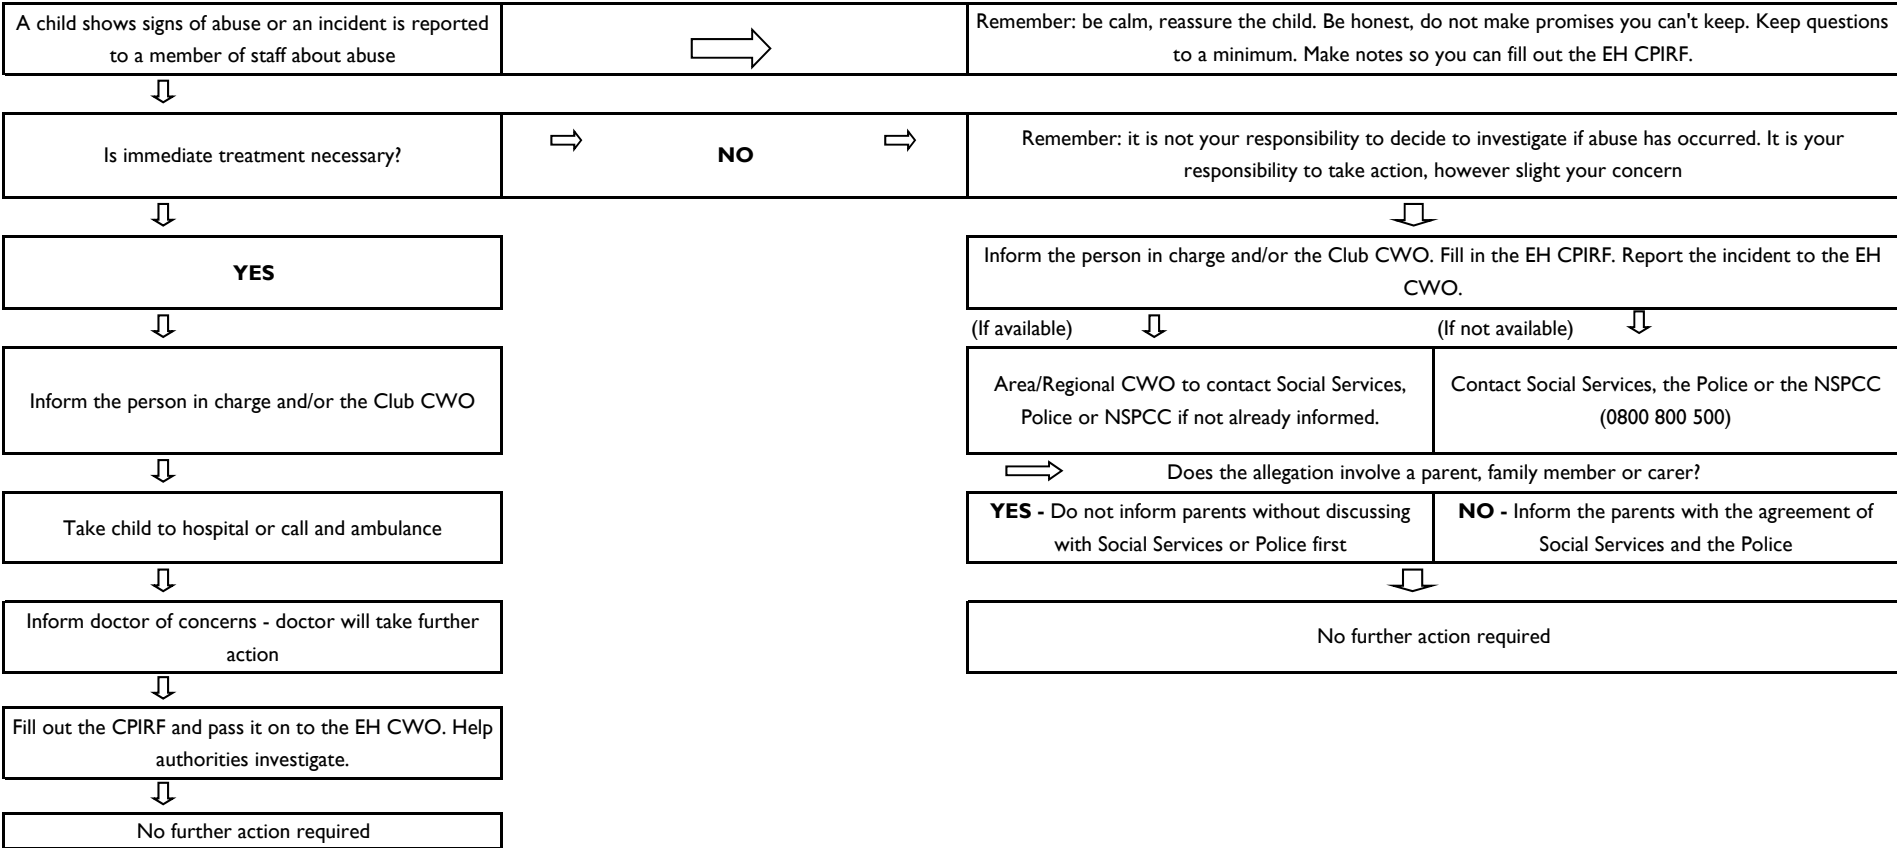 A child shows signs of abuse or an incident is reported
to a member of staff about abuse
Remember: be calm, reassure the child. Be honest, do not make promises you can't keep. Keep questions
to a minimum. Make notes so you can fill out the EH CPIRF.
Is immediate treatment necessary?
NO
Remember: it is not your responsibility to decide to investigate if abuse has occurred. It is your
responsibility to take action, however slight your concern
YES
Inform the person in charge and/or the Club CWO. Fill in the EH CPIRF. Report the incident to the EH
CWO.
(If available)
(If not available)
Inform the person in charge and/or the Club CWO
Area/Regional CWO to contact Social Services,
Police or NSPCC if not already informed.
Contact Social Services, the Police or the NSPCC
(0800 800 500)
Does the allegation involve a parent, family member or carer?
Take child to hospital or call and ambulance
YES - Do not inform parents without discussing
with Social Services or Police first
NO - Inform the parents with the agreement of
Social Services and the Police
Inform doctor of concerns - doctor will take further
action
No further action required
Fill out the CPIRF and pass it on to the EH CWO. Help
authorities investigate.
No further action required